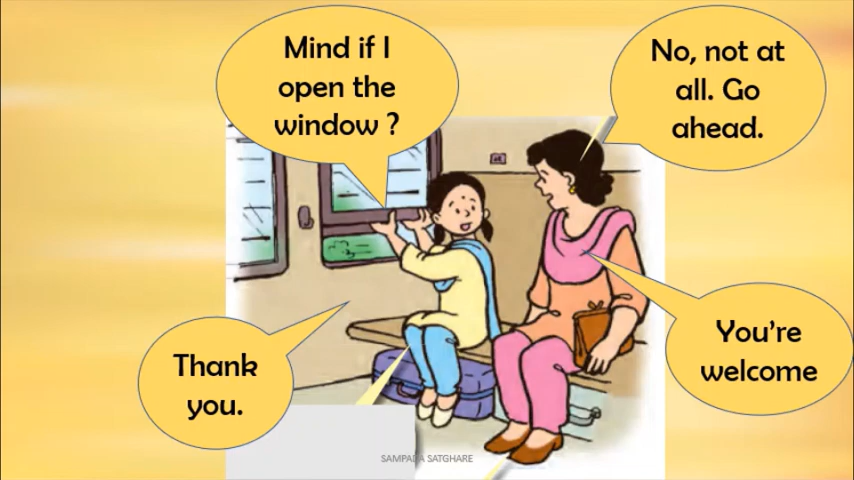 Mind if I
open the
window ?
No, not at
all. Go
ahead.
Thank
you.
You're
welcome
SAMPADA SATGHARE